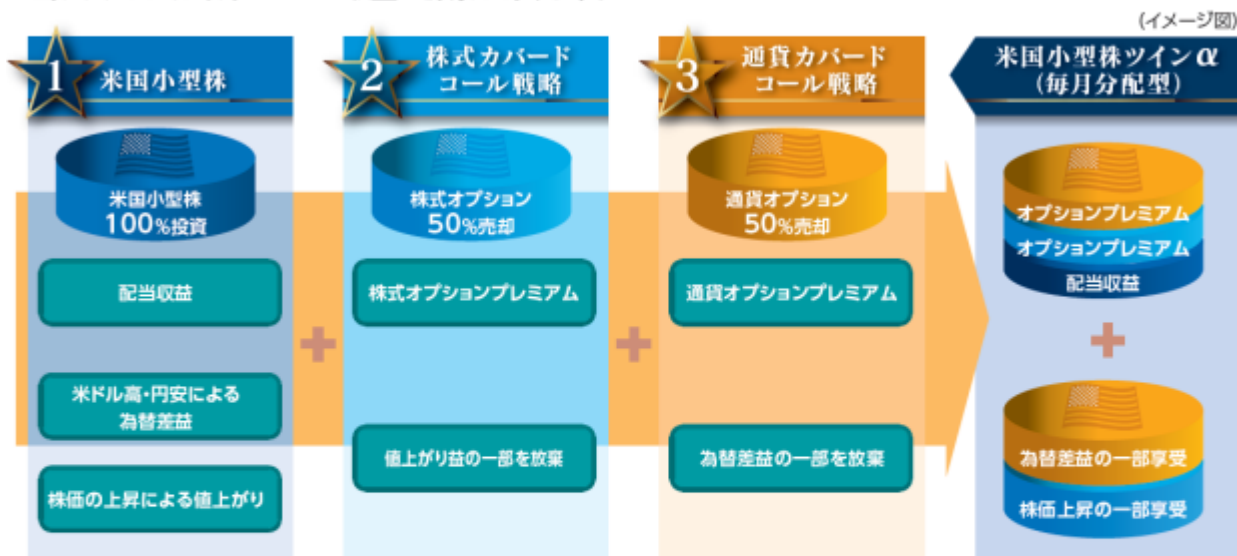 (イメージ図)
1 米国小型株
配当収益
米国小型株
100%投資
米ドル高・円安による
為替差益
株価の上昇による値上がり
2 株式カバード
コール戦略
株式オプション
50%売却
株式オプションプレミアム
値上がり益の一部を放棄
3 通貨カバード
コール戦略
通貨オプション
50%売却
通貨オプションプレミアム
為替差益の一部を放棄
米国小型株ツインα
(毎月分配型)
オプションプレミアム
オプションプレミアム
配当収益
為替差益の一部享受
株価上昇の一部享受